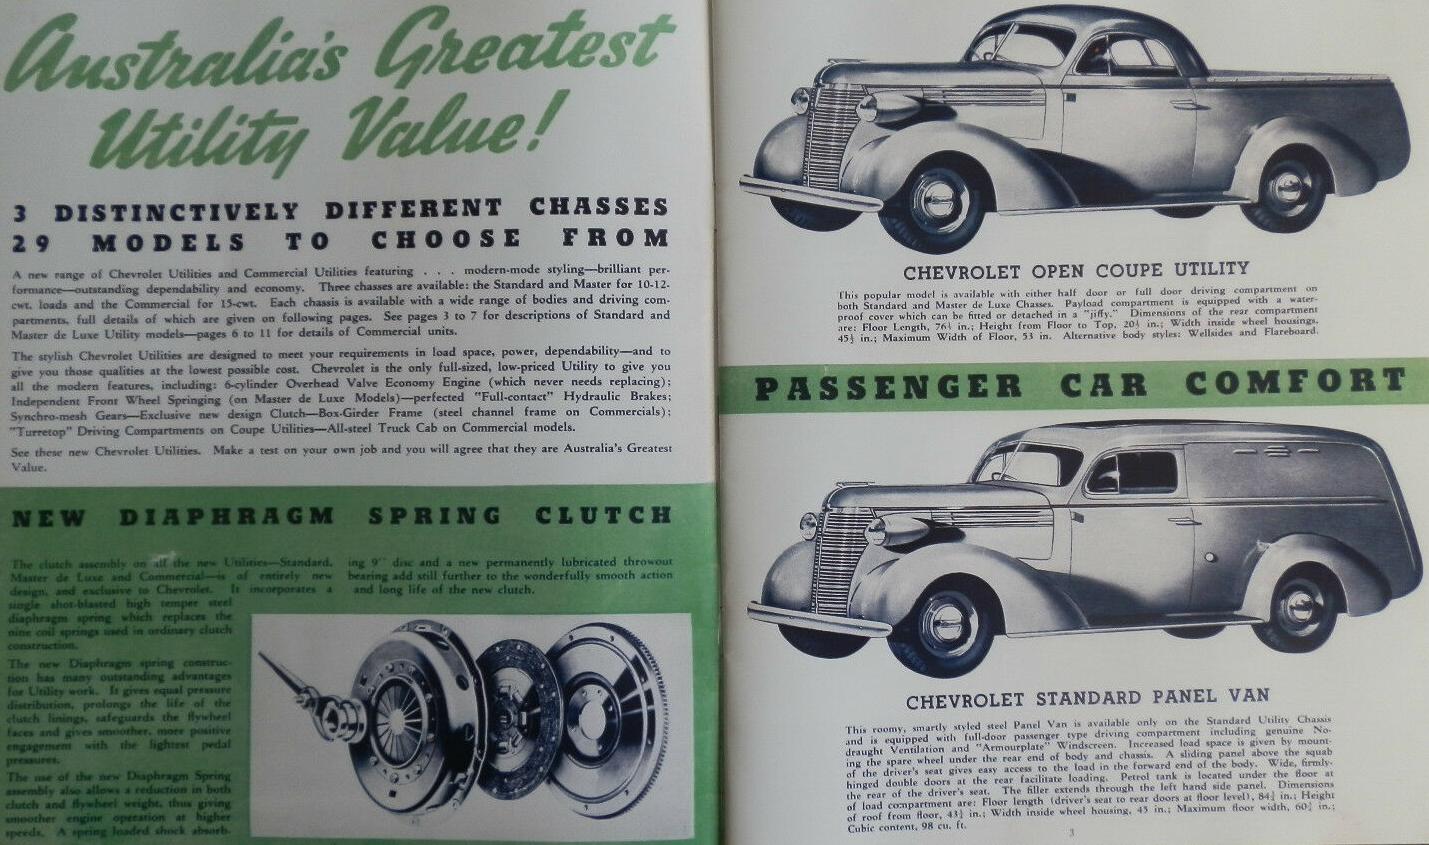 Australia's Greatest
Utility Value!
3 DISTINCTIVELY DIFFERENT CHASSES
29 MODELS TO CHOOSE FROM
A new range of Chevrolet Utilities and Commercial Utilities featuring . . . modern-mode styling—brilliant per-
formance—outstanding dependability and economy. Three chasses are available: the Standard and Master for 10-12-
cwt. loads and the Commercial for 15-cwt. Each chassis is available with a wide range of bodies and driving com-
partments, full details of which are given on following pages. See pages 3 to 7 for descriptions of Standard and
Master de Luxe Utility models—pages 6 to 11 for details of Commercial units.
The stylish Chevrolet Utilities are designed to meet your requirements in load space, power, dependability—and to
give you those qualities at the lowest possible cost. Chevrolet is the only full-sized, low-priced Utility to give you
all the modern features, including: 6-cylinder Overhead Valve Economy Engine (which never needs replacing);
Independent Front Wheel Springing (on Master de Luxe Models)—perfected "Full-contact" Hydraulic Brakes;
Synchro-mesh Gears—Exclusive new design Clutch—Box-Girder Frame (steel channel frame on Commercials);
"Turretop" Driving Compartments on Coupe Utilities—All-steel Truck Cab on Commercial models.
See these new Chevrolet Utilities. Make a test on your own job and you will agree that they are Australia's Greatest
Value.
NEW DIAPHRAGM SPRING CLUTCH
The clutch assembly on all the new Utilities—Standard,
Master de Luxe and Commercial—is of entirely new
design, and exclusive to Chevrolet. It incorporates a
single shot-blasted high temper steel
diaphragm spring which replaces the
nine coil springs used in ordinary clutch
construction.
The new Diaphragm spring construc-
tion has many outstanding advantages
for Utility work. It gives equal pressure
distribution, prolongs the life of the
clutch linings, safeguards the flywheel
faces and gives smoother, more positive
engagement with the lightest pedal
pressures.
The use of the new Diaphragm Spring
assembly also allows a reduction in both
clutch and flywheel weight, thus giving
smoother engine operation at higher
speeds. A spring loaded shock absorb-
ing 9" disc and a new permanently lubricated throwout
bearing add still further to the wonderfully smooth action
and long life of the new clutch.
CHEVROLET OPEN COUPE UTILITY
This popular model is available with either half door or full door driving compartment on
both Standard and Master de Luxe Chasses. Payload compartment is equipped with a water-
proof cover which can be fitted or detached in a "jiffy." Dimensions of the rear compartment
are: Floor Length, in.; Height from Floor to Top, in.; Width inside wheel housings,
in.; Maximum Width of Floor, 53 in. Alternative body styles: Wellsides and Flareboard.
PASSENGER CAR COMFORT
CHEVROLET STANDARD PANEL VAN
This roomy, smartly styled steel Panel Van is available only on the Standard Utility Chassis
and is equipped with full-door passenger type driving compartment including genuine No-
draught Ventilation and "Armourplate" Windscreen. Increased load space is given by mount-
ing the spare wheel under the rear end of body and chassis. A sliding panel above the squab
of the driver's seat gives easy access to the load in the forward end of the body. Wide, firmly-
hinged double doors at the rear facilitate loading. Petrol tank is located under the floor at
the rear of the driver's seat. The filler extends through the left hand side panel. Dimensions
of load compartment are: Floor length (driver's seat to rear doors at floor level), in.; Height
of roof from floor, in.; Width inside wheel housing, 45 in.; Maximum floor width, in.;
Cubic content, 98 cu. ft.
3